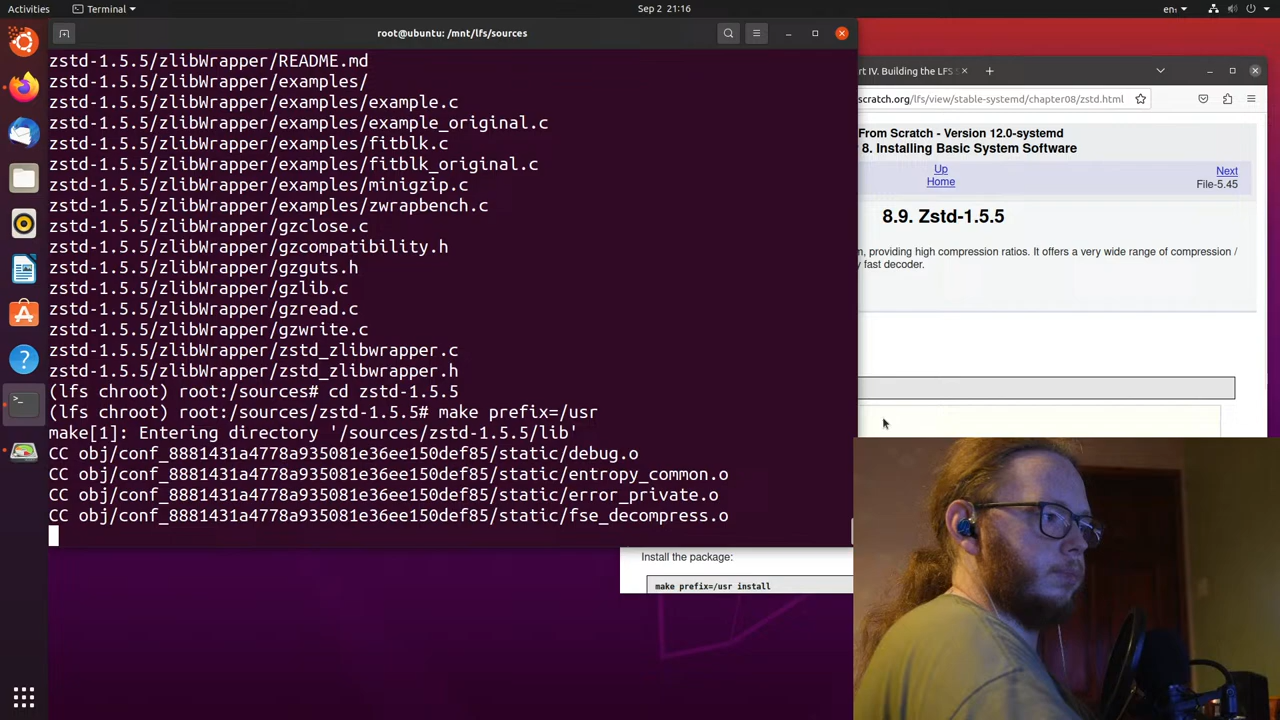 Activities
Terminal
Sep 2 21:16
en
root@ubuntu: /mnt/lfs/sources
zstd-1.5.5/zlibWrapper/README.md
zstd-1.5.5/zlibWrapper/examples/
zstd-1.5.5/zlibWrapper/examples/example.c
zstd-1.5.5/zlibWrapper/examples/example_original.c
zstd-1.5.5/zlibWrapper/examples/fitblk.c
zstd-1.5.5/zlibWrapper/examples/fitblk_original.c
zstd-1.5.5/zlibWrapper/examples/minigzip.c
zstd-1.5.5/zlibWrapper/examples/zwrapbench.c
zstd-1.5.5/zlibWrapper/gzclose.c
zstd-1.5.5/zlibWrapper/gzcompatibility.h
zstd-1.5.5/zlibWrapper/gzguts.h
zstd-1.5.5/zlibWrapper/gzlib.c
zstd-1.5.5/zlibWrapper/gzread.c
zstd-1.5.5/zlibWrapper/gzwrite.c
zstd-1.5.5/zlibWrapper/zstd_zlibwrapper.c
zstd-1.5.5/zlibWrapper/zstd_zlibwrapper.h
(lfs chroot) root:/sources# cd zstd-1.5.5
(lfs chroot) root:/sources/zstd-1.5.5# make prefix=/usr
make[1]: Entering directory '/sources/zstd-1.5.5/lib'
CC obj/conf_8881431a4778a935081e36ee150def85/static/debug.o
CC obj/conf_8881431a4778a935081e36ee150def85/static/entropy_common.o
CC obj/conf_8881431a4778a935081e36ee150def85/static/error_private.o
CC obj/conf_8881431a4778a935081e36ee150def85/static/fse_decompress.o
rt IV. Building the LFS
scratch.org/lfs/view/stable-systemd/chapter08/zstd.html
From Scratch - Version 12.0-systemd
8. Installing Basic System Software
Up
Home
Next
File-5.45
8.9. Zstd-1.5.5
n, providing high compression ratios. It offers a very wide range of compression /
y fast decoder.
Install the package:
make prefix=/usr install